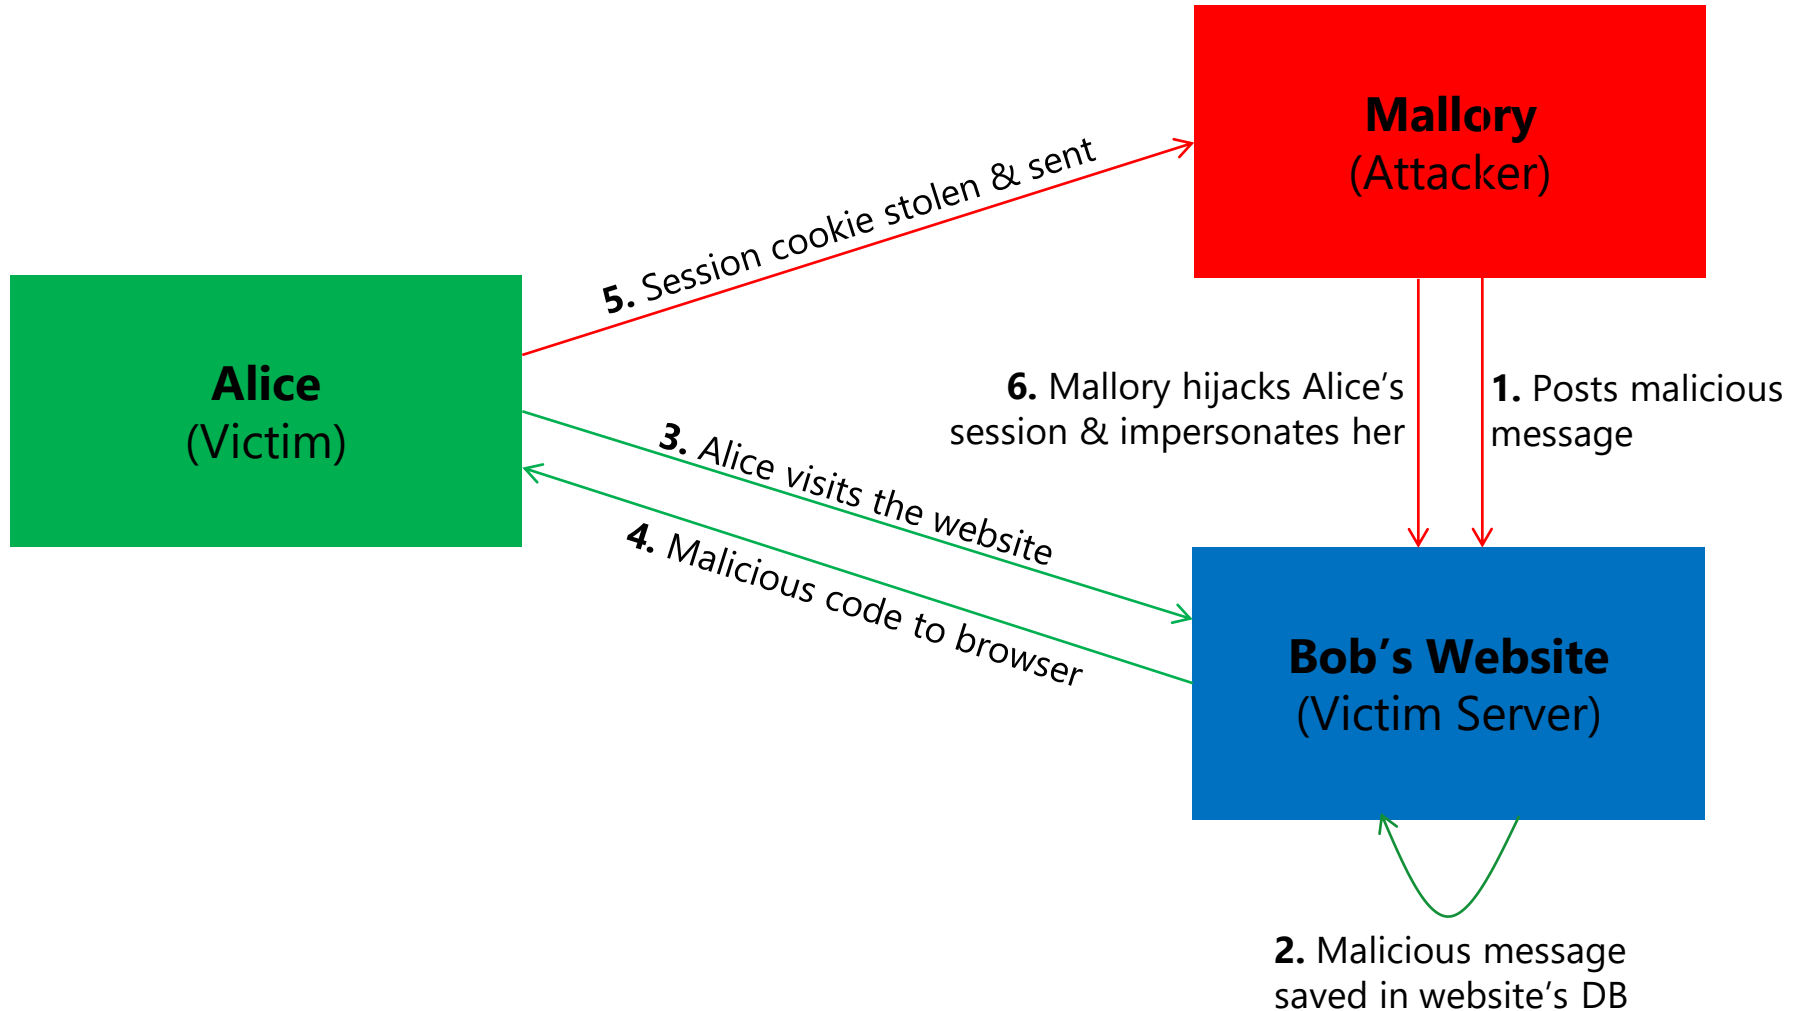 Mallory
(Attacker)
5. Session cookie stolen & sent
Alice
(Victim)
6. Mallory hijacks Alice’s
session & impersonates her
1. Posts malicious
message
3. Alice visits the website
4. Malicious code to browser
Bob’s Website
(Victim Server)
2. Malicious message
saved in website’s DB